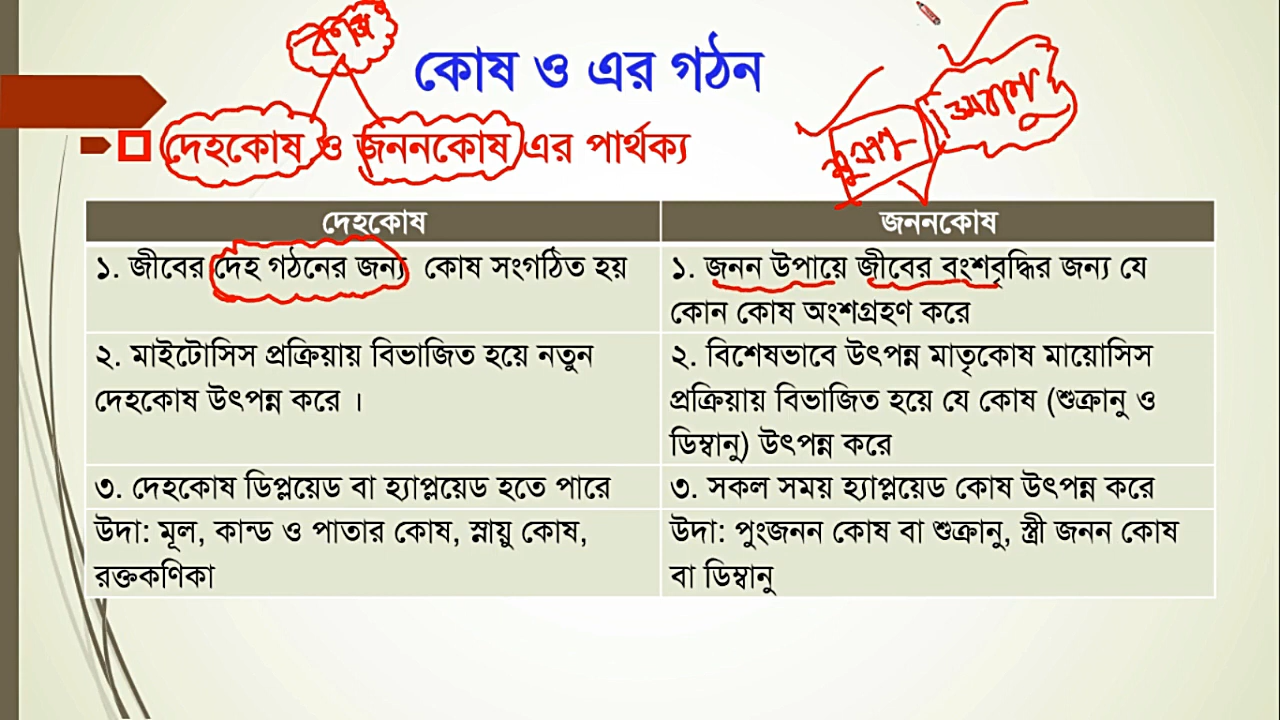 কোষ
কোষ ও এর গঠন
দেহকোষ ও জননকোষ এর পার্থক্য
দেহকোষ
জননকোষ
১. জীবের দেহ গঠনের জন্য কোষ সংগঠিত হয়
১. জনন উপায়ে জীবের বংশবৃদ্ধির জন্য যে
কোন কোষ অংশগ্রহণ করে
২. মাইটোসিস প্রক্রিয়ায় বিভাজিত হয়ে নতুন
দেহকোষ উৎপন্ন করে ।
২. বিশেষভাবে উৎপন্ন মাতৃকোষ মায়োসিস
প্রক্রিয়ায় বিভাজিত হয়ে যে কোষ (শুক্রানু ও
ডিম্বানু) উৎপন্ন করে
৩. দেহকোষ ডিপ্লয়েড বা হ্যাপ্লয়েড হতে পারে
৩. সকল সময় হ্যাপ্লয়েড কোষ উৎপন্ন করে
উদা: মূল, কান্ড ও পাতার কোষ, স্নায়ু কোষ,
রক্তকণিকা
উদা: পুংজনন কোষ বা শুক্রানু, স্ত্রী জনন কোষ
বা ডিম্বানু